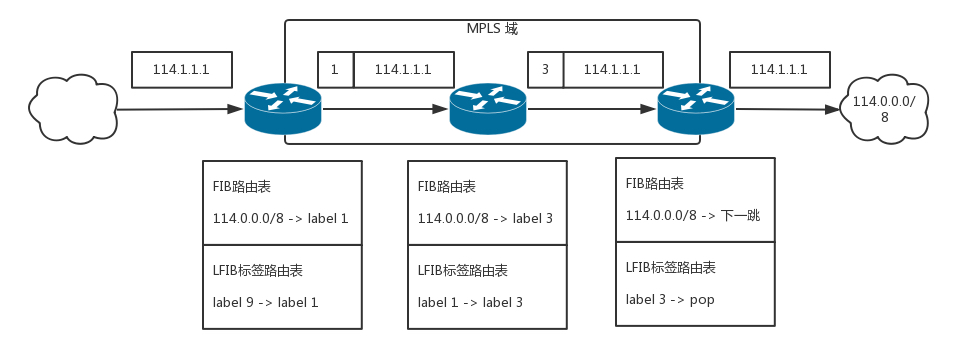 MPLS 域
114.1.1.1
1
114.1.1.1
3
114.1.1.1
114.1.1.1
114.0.0.0/
8
FIB路由表
114.0.0.0/8 -> label 1
LFIB标签路由表
label 9 -> label 1
FIB路由表
114.0.0.0/8 -> label 3
LFIB标签路由表
label 1 -> label 3
FIB路由表
114.0.0.0/8 -> 下一跳
LFIB标签路由表
label 3 -> pop